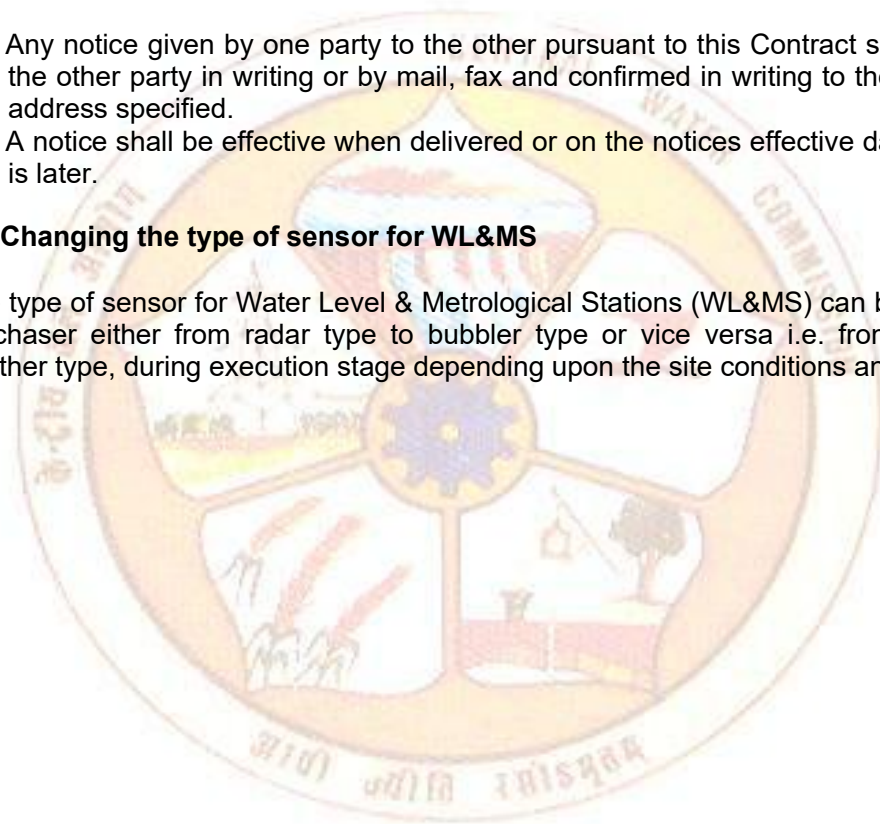 Any notice given by one party to the other pursuant to this Contract s
the other party in writing or by mail, fax and confirmed in writing to the
address specified.
A notice shall be effective when delivered or on the notices effective da
is later.
Changing the type of sensor for WL&MS
type of sensor for Water Level & Metrological Stations (WL&MS) can b
chaser either from radar type to bubbler type or vice versa i.e. from
ther type, during execution stage depending upon the site conditions an
WATER COMMISSION